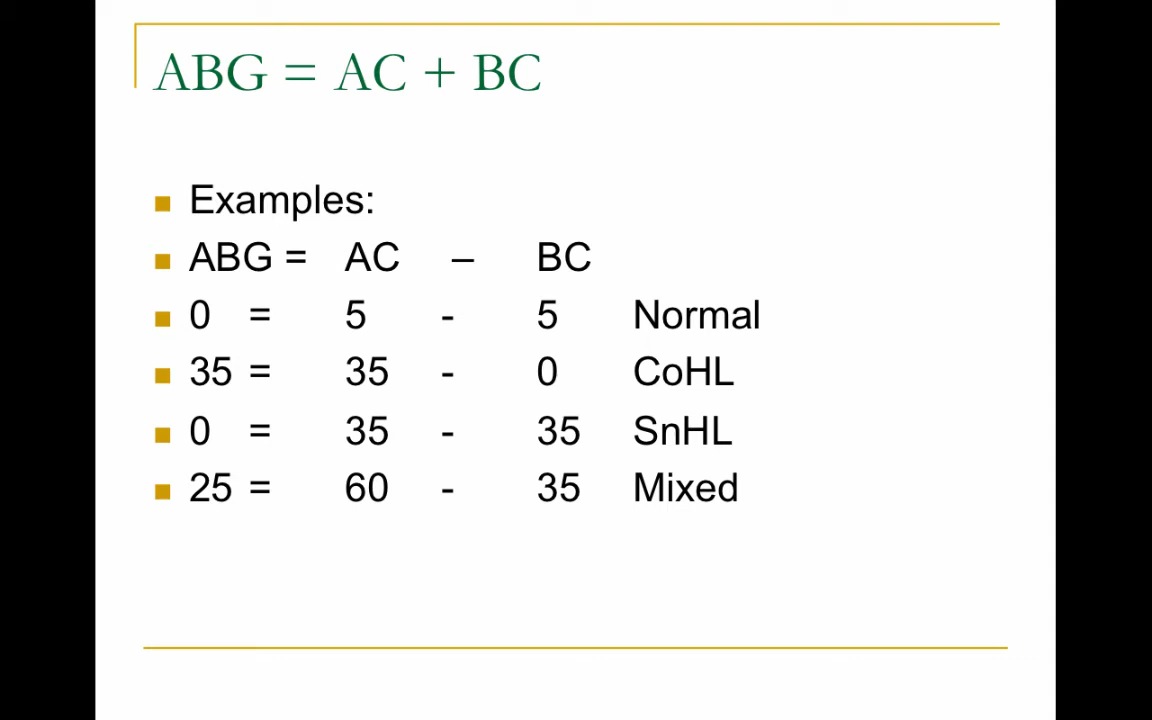 ABG = AC + BC
Examples:
ABG = AC – BC
0 = 5 - 5 Normal
35 = 35 - 0 CoHL
0 = 35 - 35 SnHL
25 = 60 - 35 Mixed